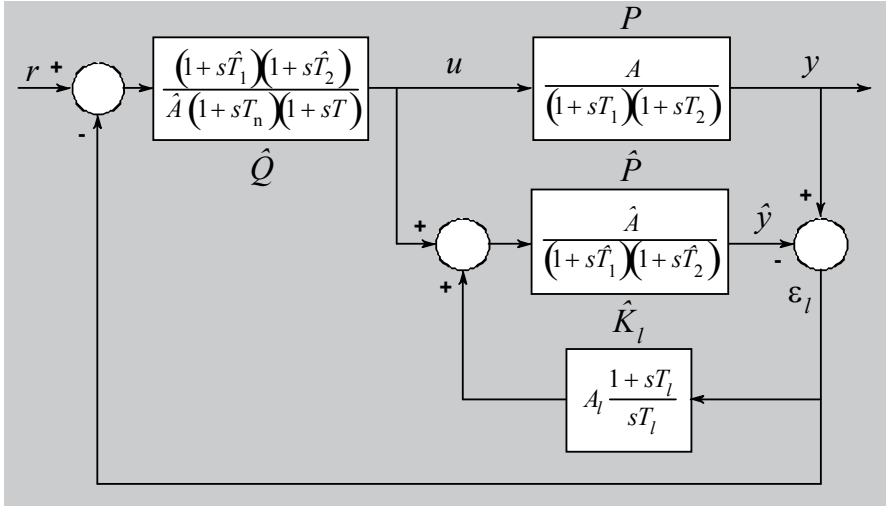 P
r + u y
(1 + sT̂₁)(1 + sT̂₂)
Â(1 + sTₙ)(1 + sT)
A
(1 + sT₁)(1 + sT₂)
-
Q̂
P̂
+ +
Â
(1 + sT̂₁)(1 + sT̂₂)
ŷ
-
+
εₗ
K̂ₗ
Aₗ 1 + sTₗ
sTₗ